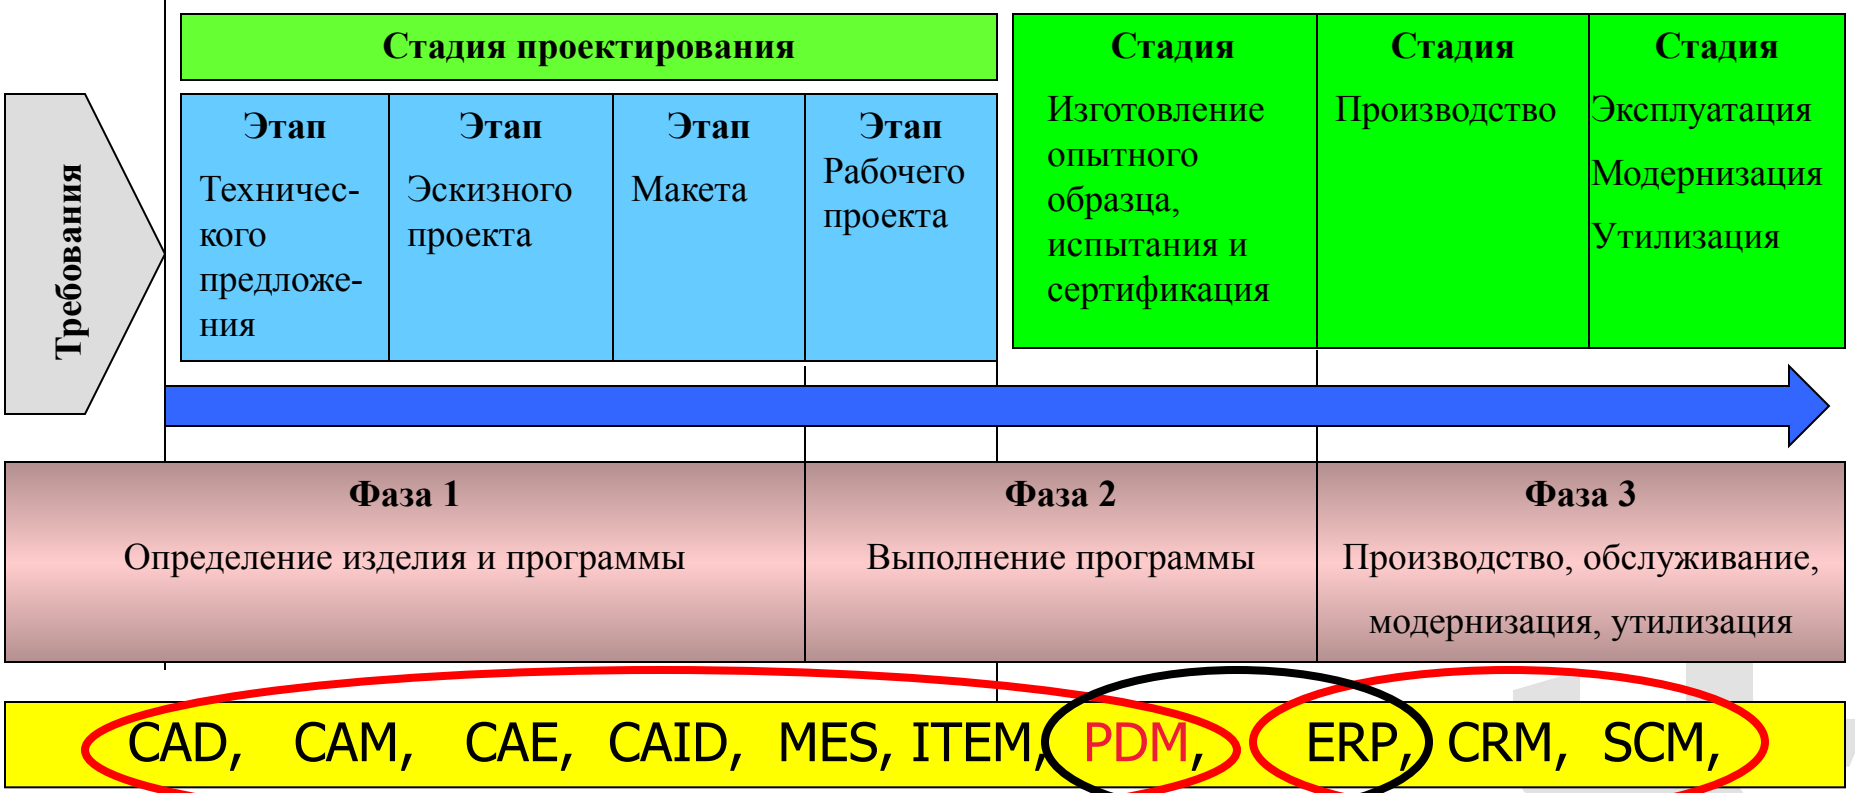 Требования
Стадия проектирования
Этап
Техничес-
кого
предложе-
ния
Этап
Эскизного
проекта
Этап
Макета
Этап
Рабочего
проекта
Стадия
Изготовление
опытного
образца,
испытания и
сертификация
Стадия
Производство
Стадия
Эксплуатация
Модернизация
Утилизация
Фаза 1
Определение изделия и программы
Фаза 2
Выполнение программы
Фаза 3
Производство, обслуживание,
модернизация, утилизация
CAD, CAM, CAE, CAID, MES, ITEM, PDM, ERP, CRM, SCM,